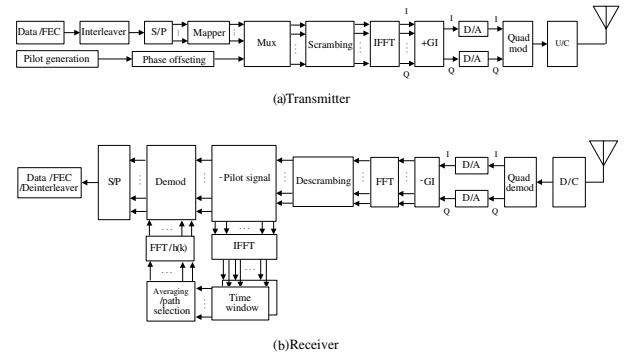 Data /FEC
Interleaver
S/P
Mapper
Pilot generation
Phase offseting
Mux
Scrambing
IFFT
I
Q
+GI
I
Q
D/A
D/A
I
Q
Quad
mod
U/C
(a)Transmitter
Data /FEC
/Deinterleaver
S/P
Demod
-Pilot signal
Descrambing
FFT
-GI
I
Q
D/A
D/A
I
Q
Quad
demod
D/C
FFT/h(k)
IFFT
Averaging
/path
selection
Time
window
(b)Receiver